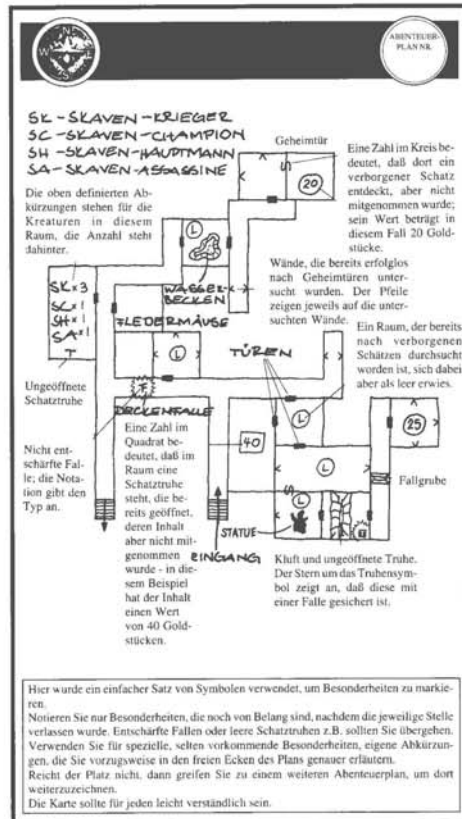 N
W
S
ABENTEUER-
PLAN NR.
SK - SKAVEN - KRIEGER
SC - SKAVEN - CHAMPION
SH - SKAVEN - HAUPTMANN
SA - SKAVEN - ASSASSINE
Die oben definierten Ab-
kürzungen stehen für die
Kreaturen in diesem
Raum, die Anzahl steht
dahinter.
Geheimtür
S
20
Eine Zahl im Kreis be-
deutet, daß dort ein
verborgener Schatz
entdeckt, aber nicht
mitgenommen wurde;
sein Wert beträgt in
diesem Fall 20 Gold-
stücke.
L
WASSER-
BECKEN
Wände, die bereits erfolglos
nach Geheimtüren unter-
sucht wurden. Der Pfeile
zeigen jeweils auf die unter-
suchten Wände.
SK×3
SC×1
SH×1
SA×1
T
FLEDERMÄUSE
L
TÜREN
Ein Raum, der bereits
nach verborgenen
Schätzen durchsucht
worden ist, sich dabei
aber als leer erwies.
Ungeöffnete
Schatztruhe
F
DECKENFALLE
Nicht ent-
schärfte Fal-
le; die Nota-
tion gibt den
Typ an.
Eine Zahl im
Quadrat be-
deutet, daß im
Raum eine
Schatztruhe
steht, die be-
reits geöffnet,
deren Inhalt
aber nicht mit-
genommen
wurde - in die-
sem Beispiel
hat der Inhalt
einen Wert
von 40 Gold-
stücken.
40
L
25
L
S
L
Fallgrube
STATUE
T
EINGANG
Kluft und ungeöffnete Truhe.
Der Stern um das Truhensym-
bol zeigt an, daß diese mit
einer Falle gesichert ist.
Hier wurde ein einfacher Satz von Symbolen verwendet, um Besonderheiten zu markie-
ren.
Notieren Sie nur Besonderheiten, die noch von Belang sind, nachdem die jeweilige Stelle
verlassen wurde. Entschärfte Fallen oder leere Schatztruhen z.B. sollten Sie übergehen.
Verwenden Sie für spezielle, selten vorkommende Besonderheiten, eigene Abkürzun-
gen, die Sie vorzugsweise in den freien Ecken des Plans genauer erläutern.
Reicht der Platz nicht, dann greifen Sie zu einem weiteren Abenteuerplan, um dort
weiterzuzeichnen.
Die Karte sollte für jeden leicht verständlich sein.